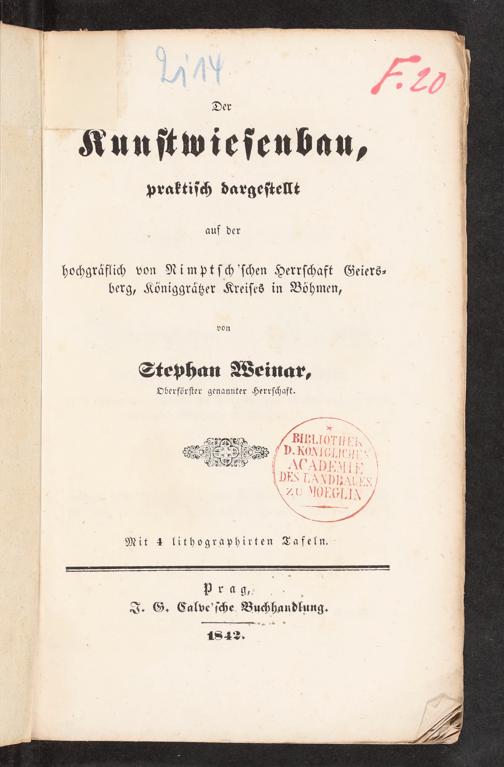 2i14
F. 20
Der
Kunstwiesenbau,
praktisch dargestellt
auf der
hochgräflich von Nimptsch'schen Herrschaft Geiers-
berg, Königgrätzer Kreises in Böhmen,
von
Stephan Weinar,
Oberförster genannter Herrschaft.
BIBLIOTHEK
D. KÖNIGLICHEN
ACADEMIE
DES LANDBAUES
ZU MOEGLIN
Mit 4 lithographirten Tafeln.
Prag,
J. G. Calve'sche Buchhandlung.
1842.